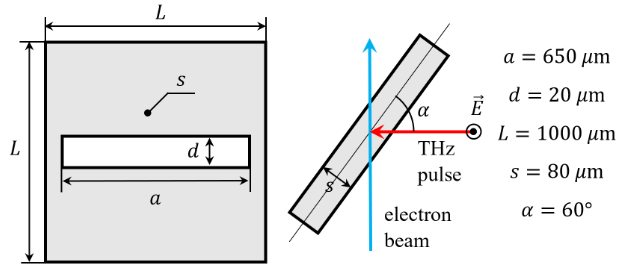 L
L
s
d
a
s
α
E⃗
THz
pulse
electron
beam
a = 650 μm
d = 20 μm
L = 1000 μm
s = 80 μm
α = 60°